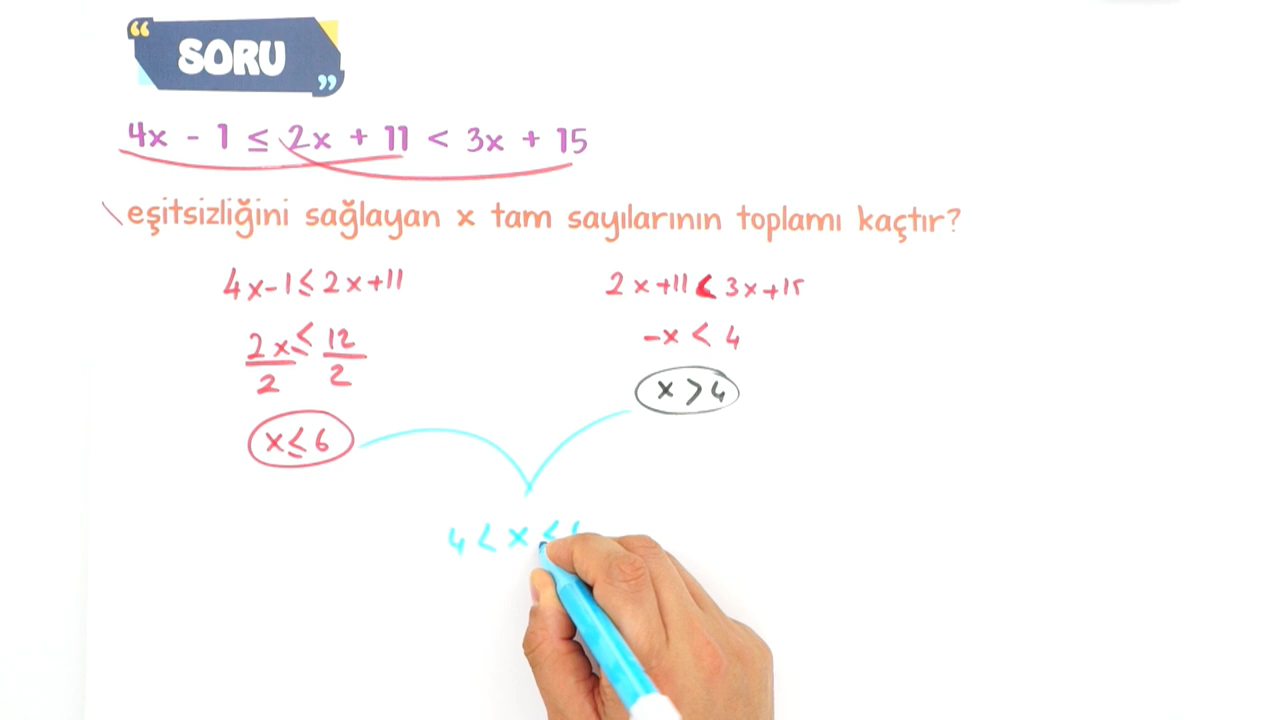 SORU
4x - 1 ≤ 2x + 11 < 3x + 15
eşitsizliğini sağlayan x tam sayılarının toplamı kaçtır?
4x-1 ≤ 2x+11
2x+11 < 3x+15
2x/2 ≤ 12/2
-x < 4
x > 4
x ≤ 6
4 < x ≤